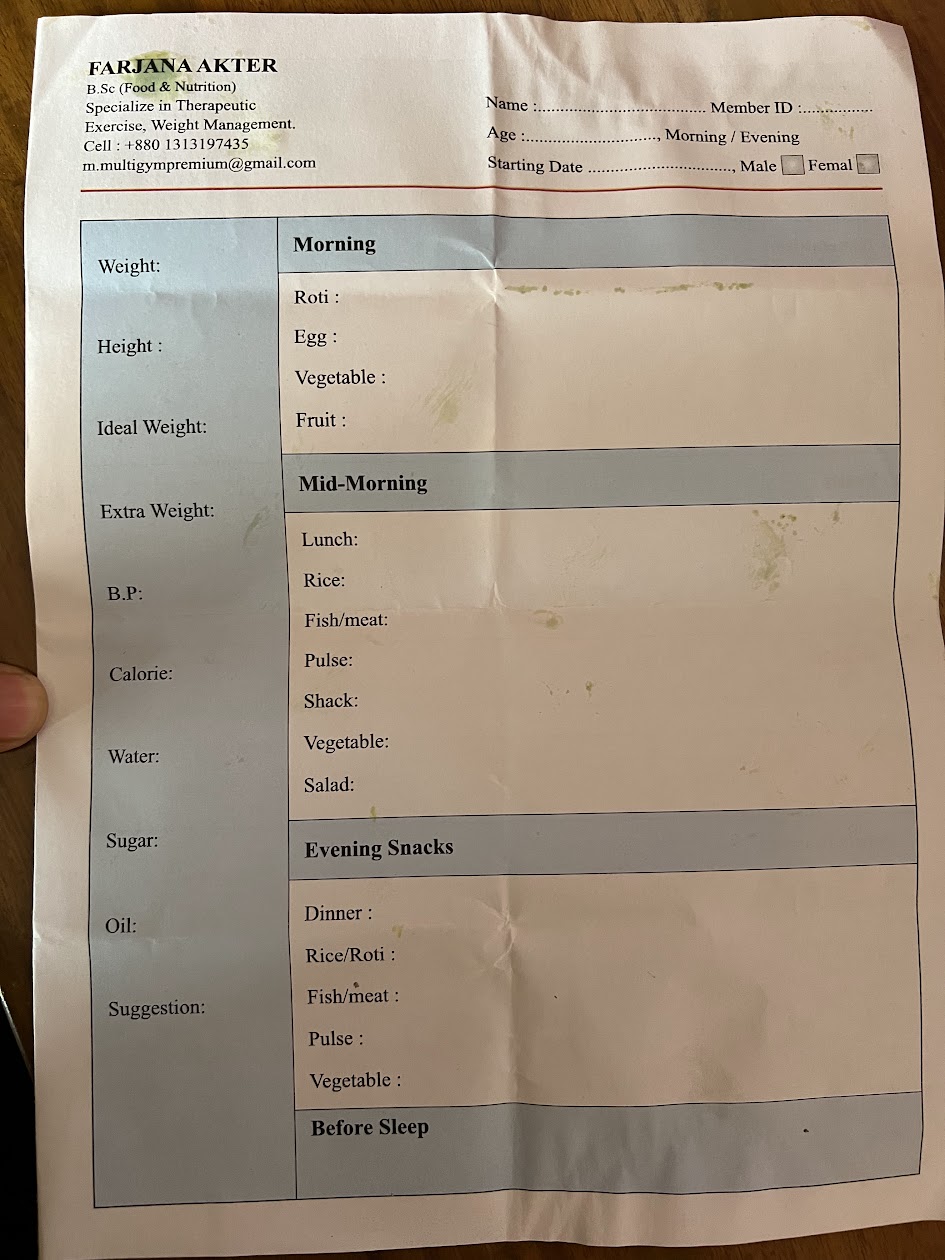 FARJANA AKTER
B.Sc (Food & Nutrition)
Specialize in Therapeutic
Exercise, Weight Management.
Cell : +880 1313197435
m.multigympremium@gmail.com
Name :.................................... Member ID :...............
Age :............................, Morning / Evening
Starting Date ..............................., Male Femal
Weight:
Height :
Ideal Weight:
Extra Weight:
B.P:
Calorie:
Water:
Sugar:
Oil:
Suggestion:
Morning
Roti :
Egg :
Vegetable :
Fruit :
Mid-Morning
Lunch:
Rice:
Fish/meat:
Pulse:
Shack:
Vegetable:
Salad:
Evening Snacks
Dinner :
Rice/Roti :
Fish/meat :
Pulse :
Vegetable :
Before Sleep